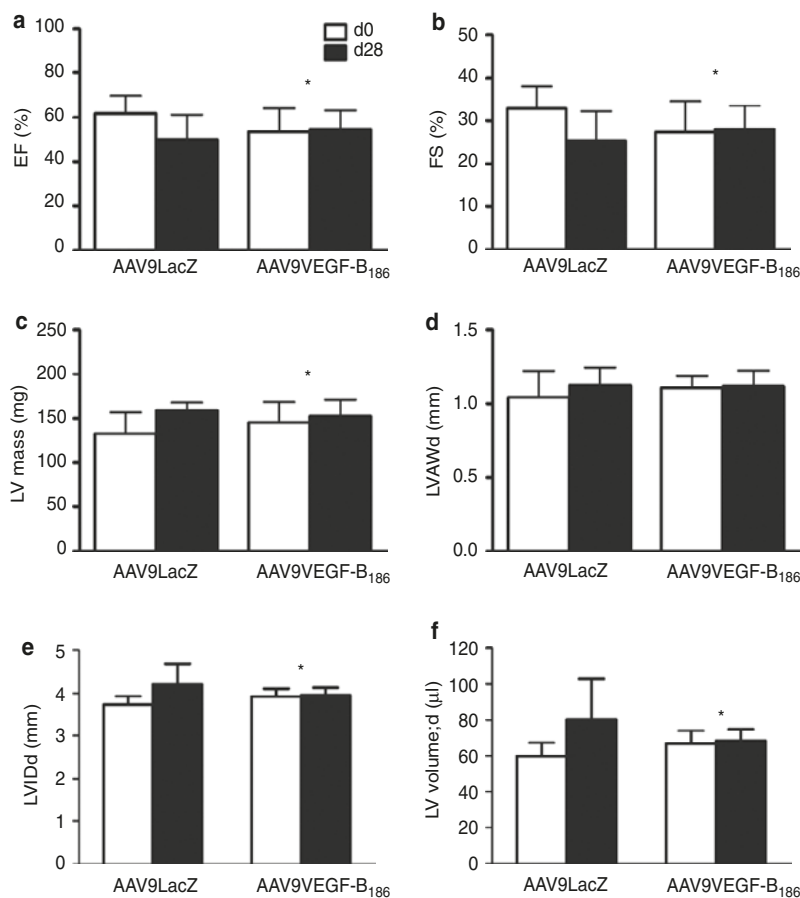 a
EF (%)
100
80
60
40
20
0
d0
d28
*
AAV9LacZ
AAV9VEGF-B186
b
FS (%)
50
40
30
20
10
0
*
AAV9LacZ
AAV9VEGF-B186
c
LV mass (mg)
250
200
150
100
50
0
*
AAV9LacZ
AAV9VEGF-B186
d
LVAWd (mm)
1.5
1.0
0.5
0.0
AAV9LacZ
AAV9VEGF-B186
e
LVIDd (mm)
5
4
3
2
1
0
*
AAV9LacZ
AAV9VEGF-B186
f
LV volume;d (µl)
120
100
80
60
40
20
0
*
AAV9LacZ
AAV9VEGF-B186